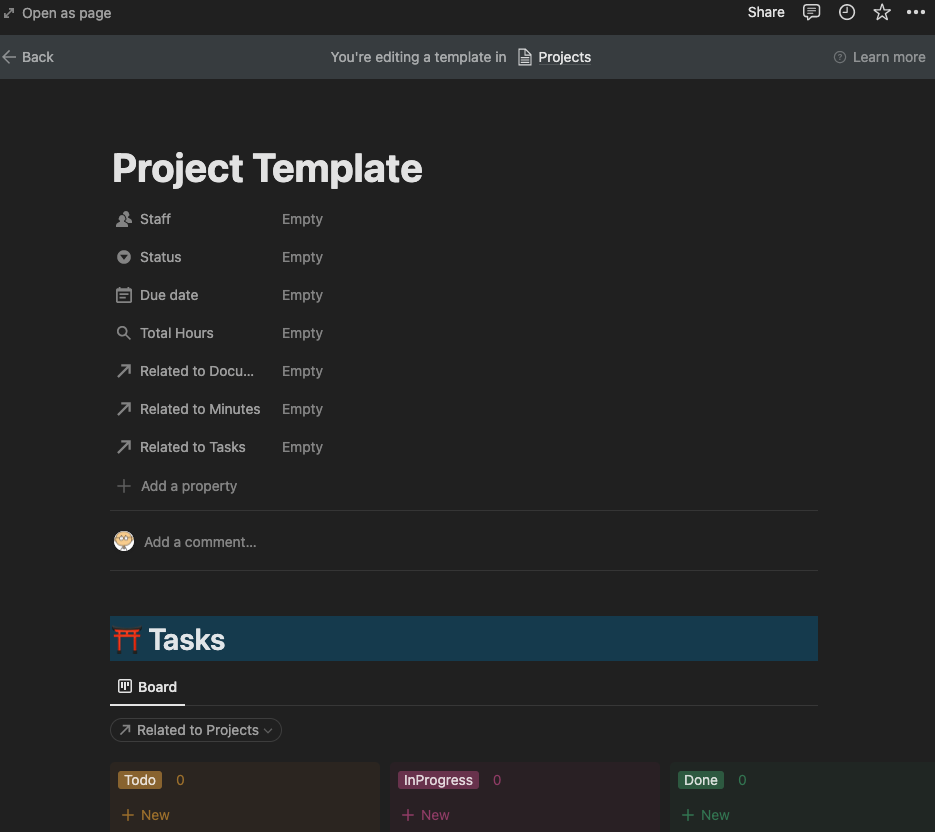 Open as page
Share
Back
You're editing a template in Projects
Learn more
Project Template
Staff Empty
Status Empty
Due date Empty
Total Hours Empty
Related to Docu... Empty
Related to Minutes Empty
Related to Tasks Empty
Add a property
Add a comment...
⛩ Tasks
Board
Related to Projects
Todo 0 InProgress 0 Done 0
+ New + New + New